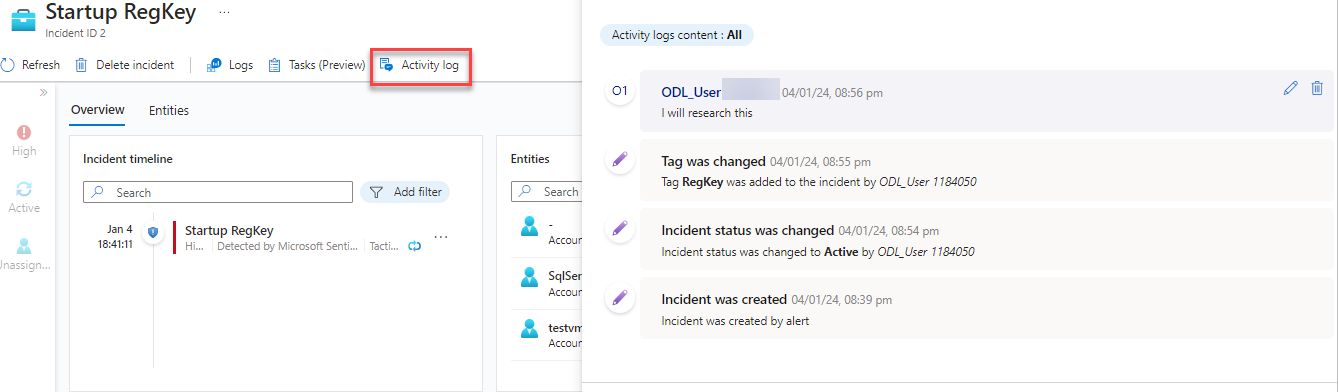 Startup RegKey ...
Incident ID 2
Refresh Delete incident Logs Tasks (Preview) Activity log
»
High
Active
Unassign...
Overview Entities
Incident timeline
Search Add filter
Jan 4
18:41:11
Startup RegKey ...
Hi... Detected by Microsoft Senti... Tacti...
Entities
Search
-
Accoun
SqlSer
Accoun
testvm
Accoun
Activity logs content : All
O1
ODL_User 04/01/24, 08:56 pm
I will research this
Tag was changed 04/01/24, 08:55 pm
Tag RegKey was added to the incident by ODL_User 1184050
Incident status was changed 04/01/24, 08:54 pm
Incident status was changed to Active by ODL_User 1184050
Incident was created 04/01/24, 08:39 pm
Incident was created by alert